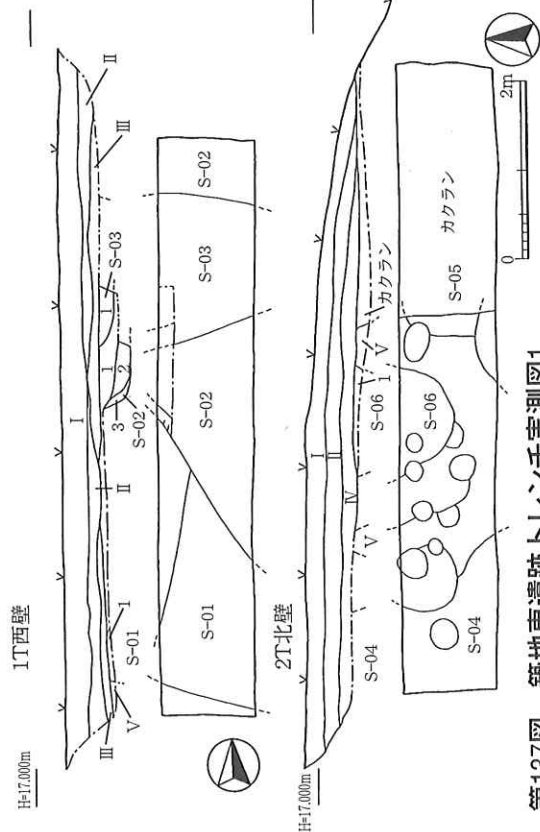 1T西壁
H=17.000m
I
II
III
S-03
1
1
2
3
S-02
II
1
S-01
III
V
S-01
S-02
S-03
S-02
2T北壁
H=17.000m
I
II
IV
V
S-04
S-06
1
V
カクラン
S-04
S-06
S-05
カクラン
0
2m
第127図 築地東遺跡トレンチ実測図1